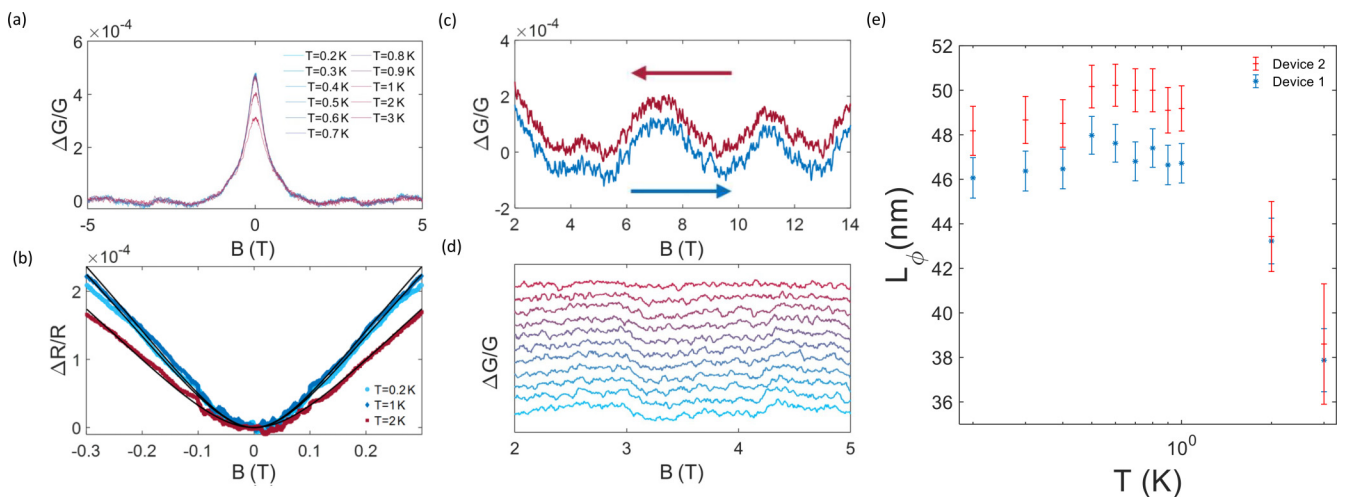 (a)
×10⁻⁴
6
4
2
0
ΔG/G
T=0.2 K
T=0.3 K
T=0.4 K
T=0.5 K
T=0.6 K
T=0.7 K
T=0.8 K
T=0.9 K
T=1 K
T=2 K
T=3 K
-5
0
5
B (T)
(b)
×10⁻⁴
2
1
0
ΔR/R
T=0.2 K
T=1 K
T=2 K
-0.3
-0.2
-0.1
0
0.1
0.2
B (T)
(c)
×10⁻⁴
4
2
0
-2
ΔG/G
2
4
6
8
10
12
14
B (T)
(d)
ΔG/G
2
3
4
5
B (T)
(e)
52
50
48
46
44
42
40
38
36
L_ϕ(nm)
Device 2
Device 1
10⁰
T (K)